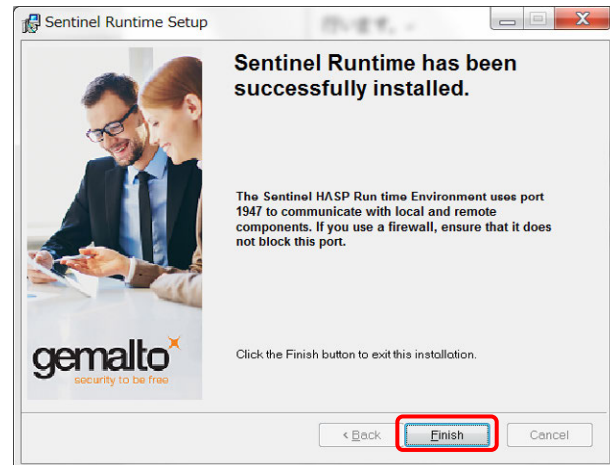 Sentinel Runtime Setup
Sentinel Runtime has been
successfully installed.
The Sentinel HASP Run time Environment uses port
1947 to communicate with local and remote
components. If you use a firewall, ensure that it does
not block this port.
gemalto
security to be free
Click the Finish button to exit this installation.
< Back
Finish
Cancel